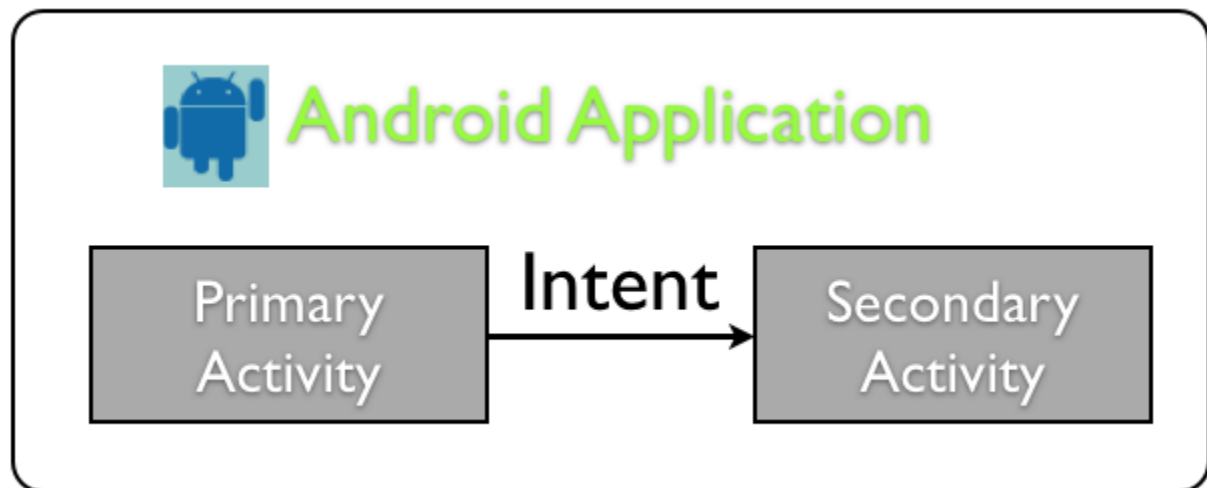 Android Application
Primary
Activity
Intent
Secondary
Activity